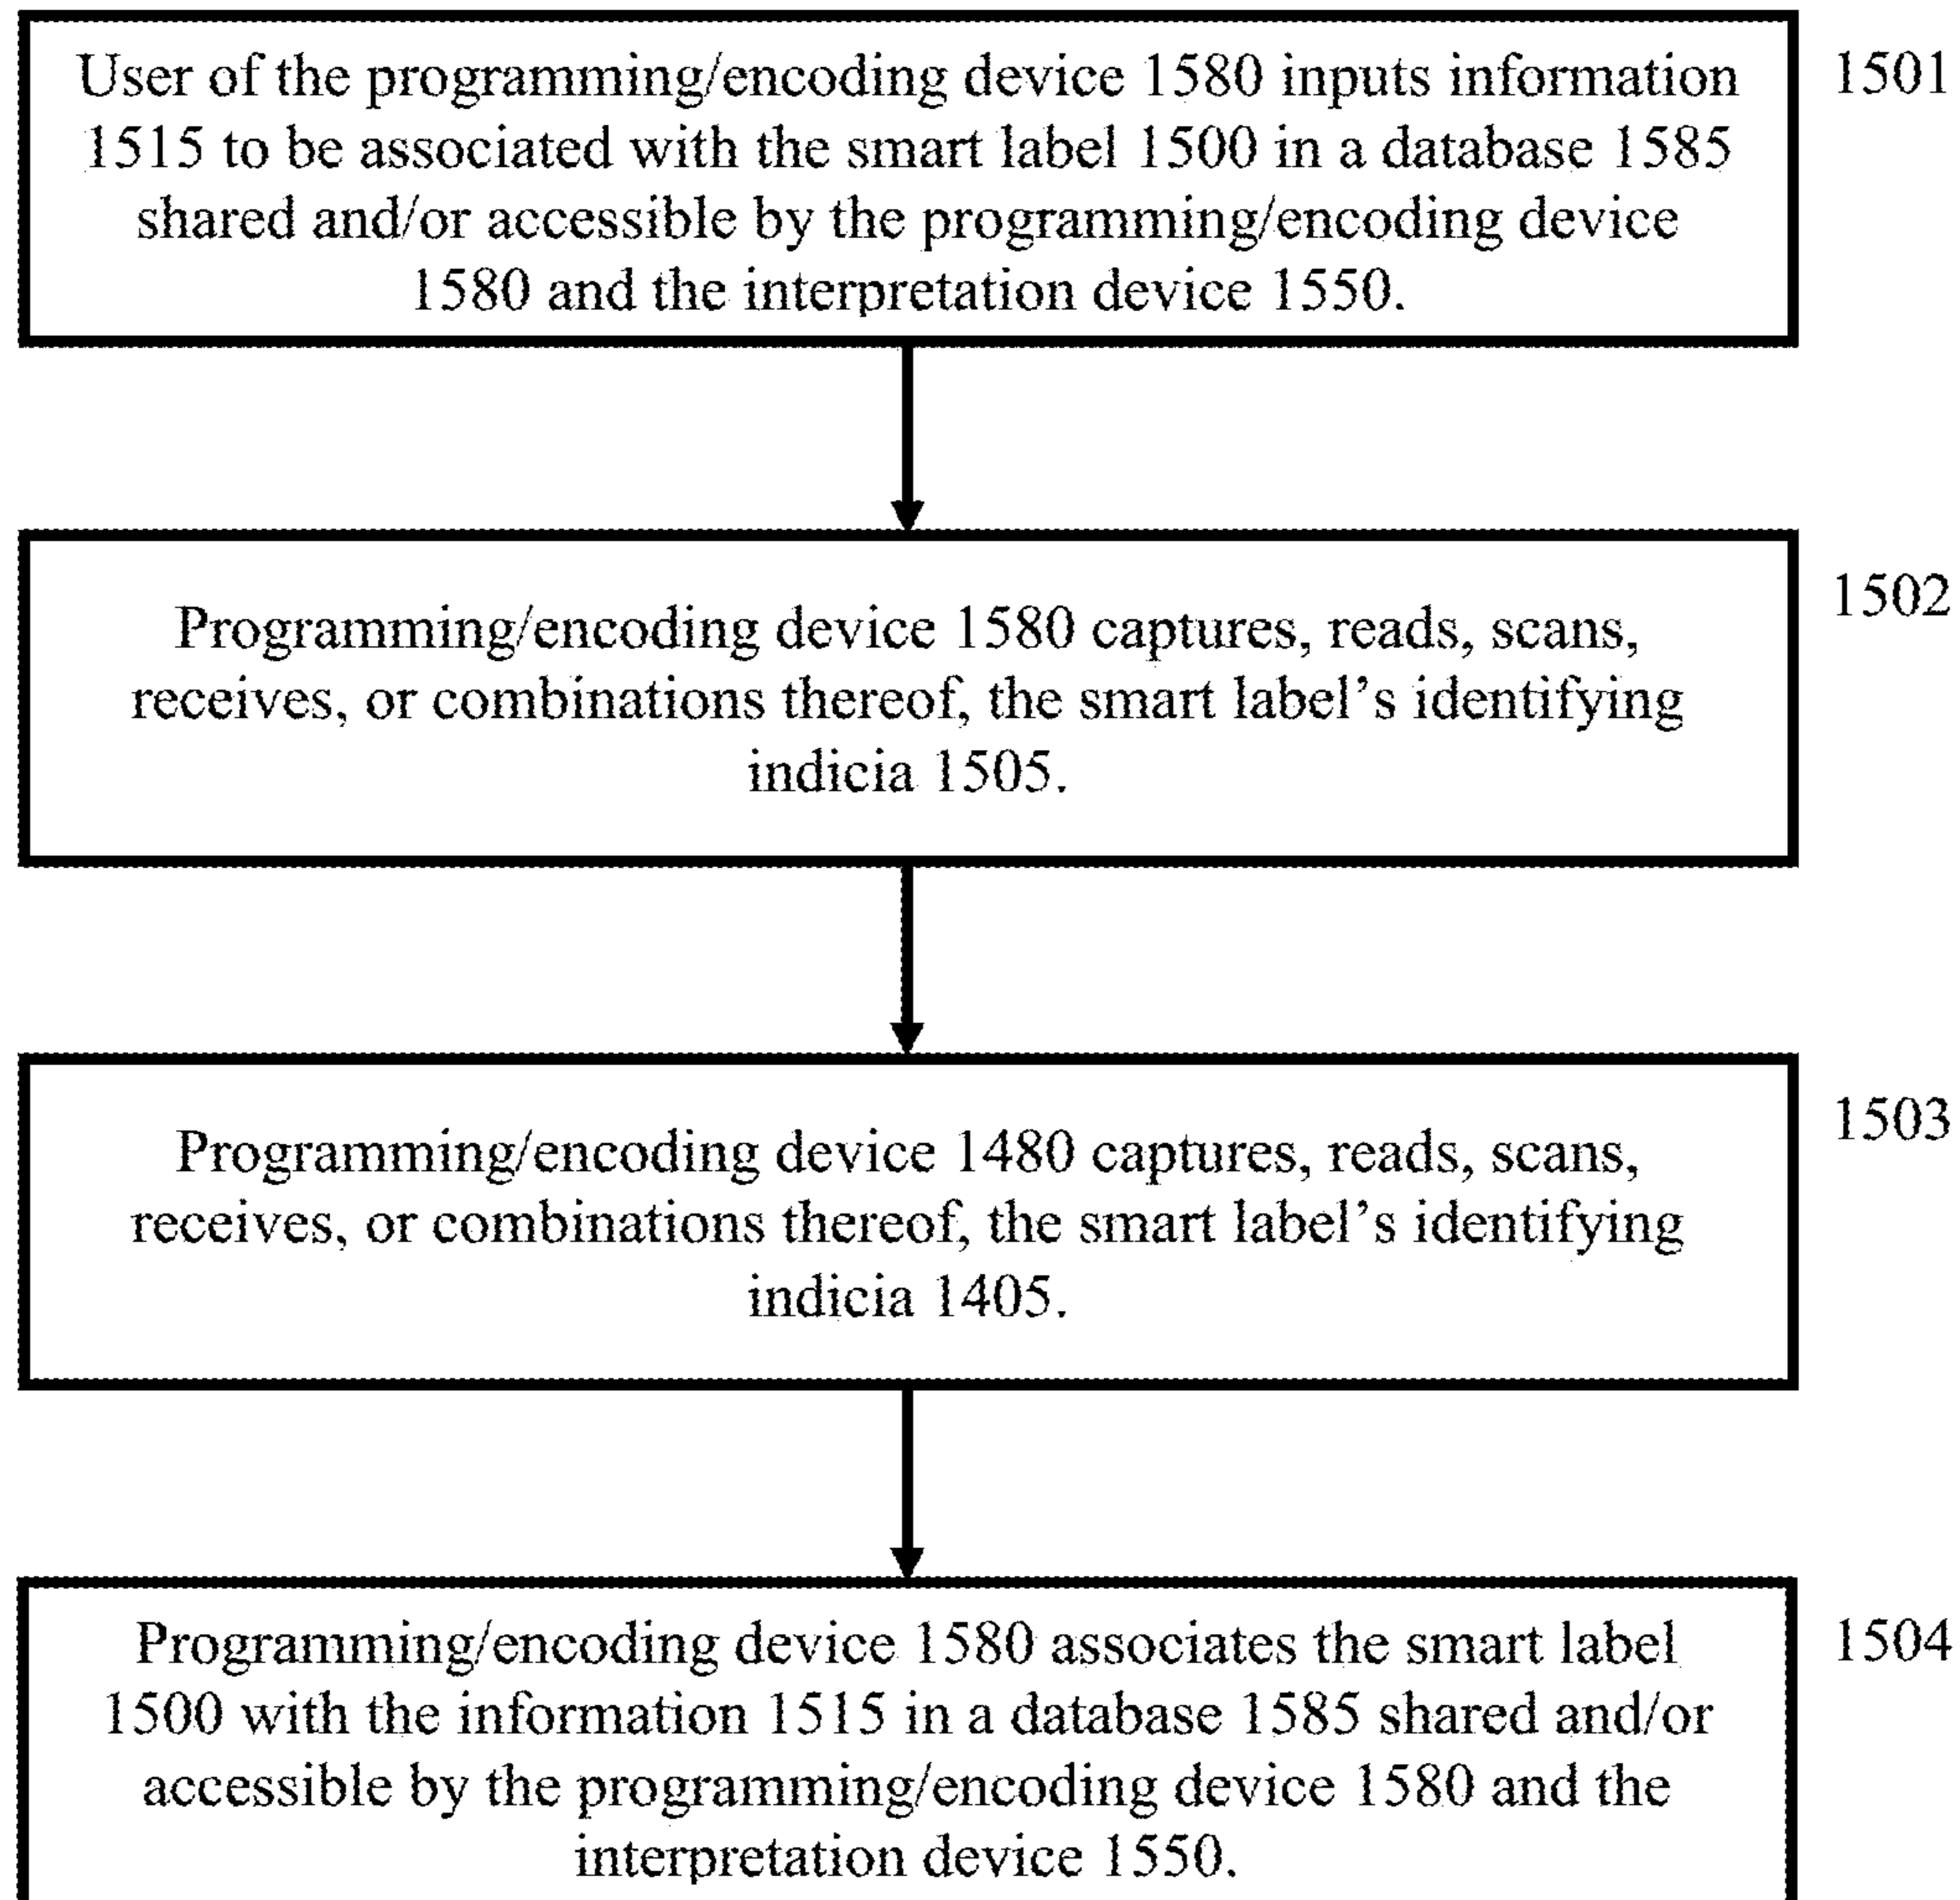 User of the programming/encoding device 1580 inputs information
1515 to be associated with the smart label 1500 in a database 1585
shared and/or accessible by the programming/encoding device
1580 and the interpretation device 1550.
1501
Programming/encoding device 1580 captures, reads, scans,
receives, or combinations thereof, the smart label's identifying
indicia 1505.
1502
Programming/encoding device 1480 captures, reads, scans,
receives, or combinations thereof, the smart label's identifying
indicia 1405.
1503
Programming/encoding device 1580 associates the smart label
1500 with the information 1515 in a database 1585 shared and/or
accessible by the programming/encoding device 1580 and the
interpretation device 1550.
1504